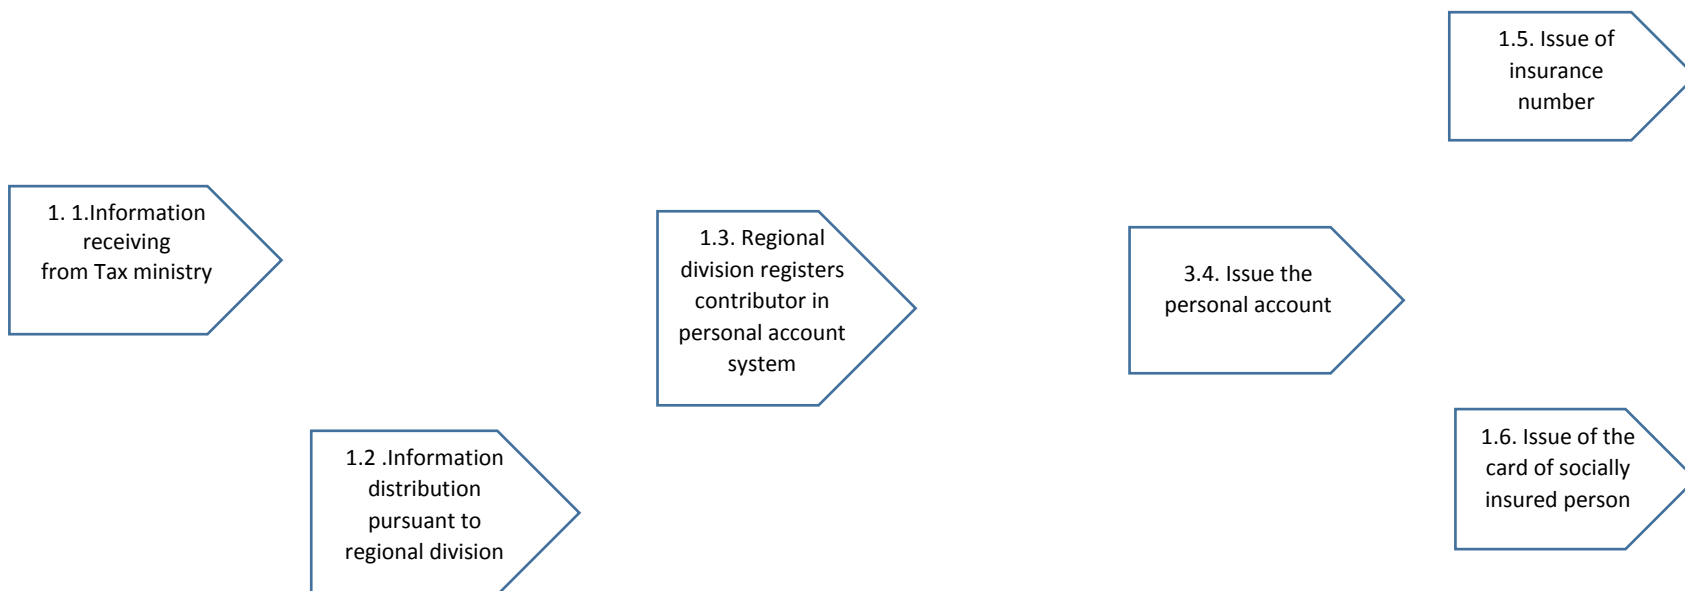 1. 1.Information
receiving
from Tax ministry
1.2 .Information
distribution
pursuant to
regional division
1.3. Regional
division registers
contributor in
personal account
system
3.4. Issue the
personal account
1.5. Issue of
insurance
number
1.6. Issue of the
card of socially
insured person